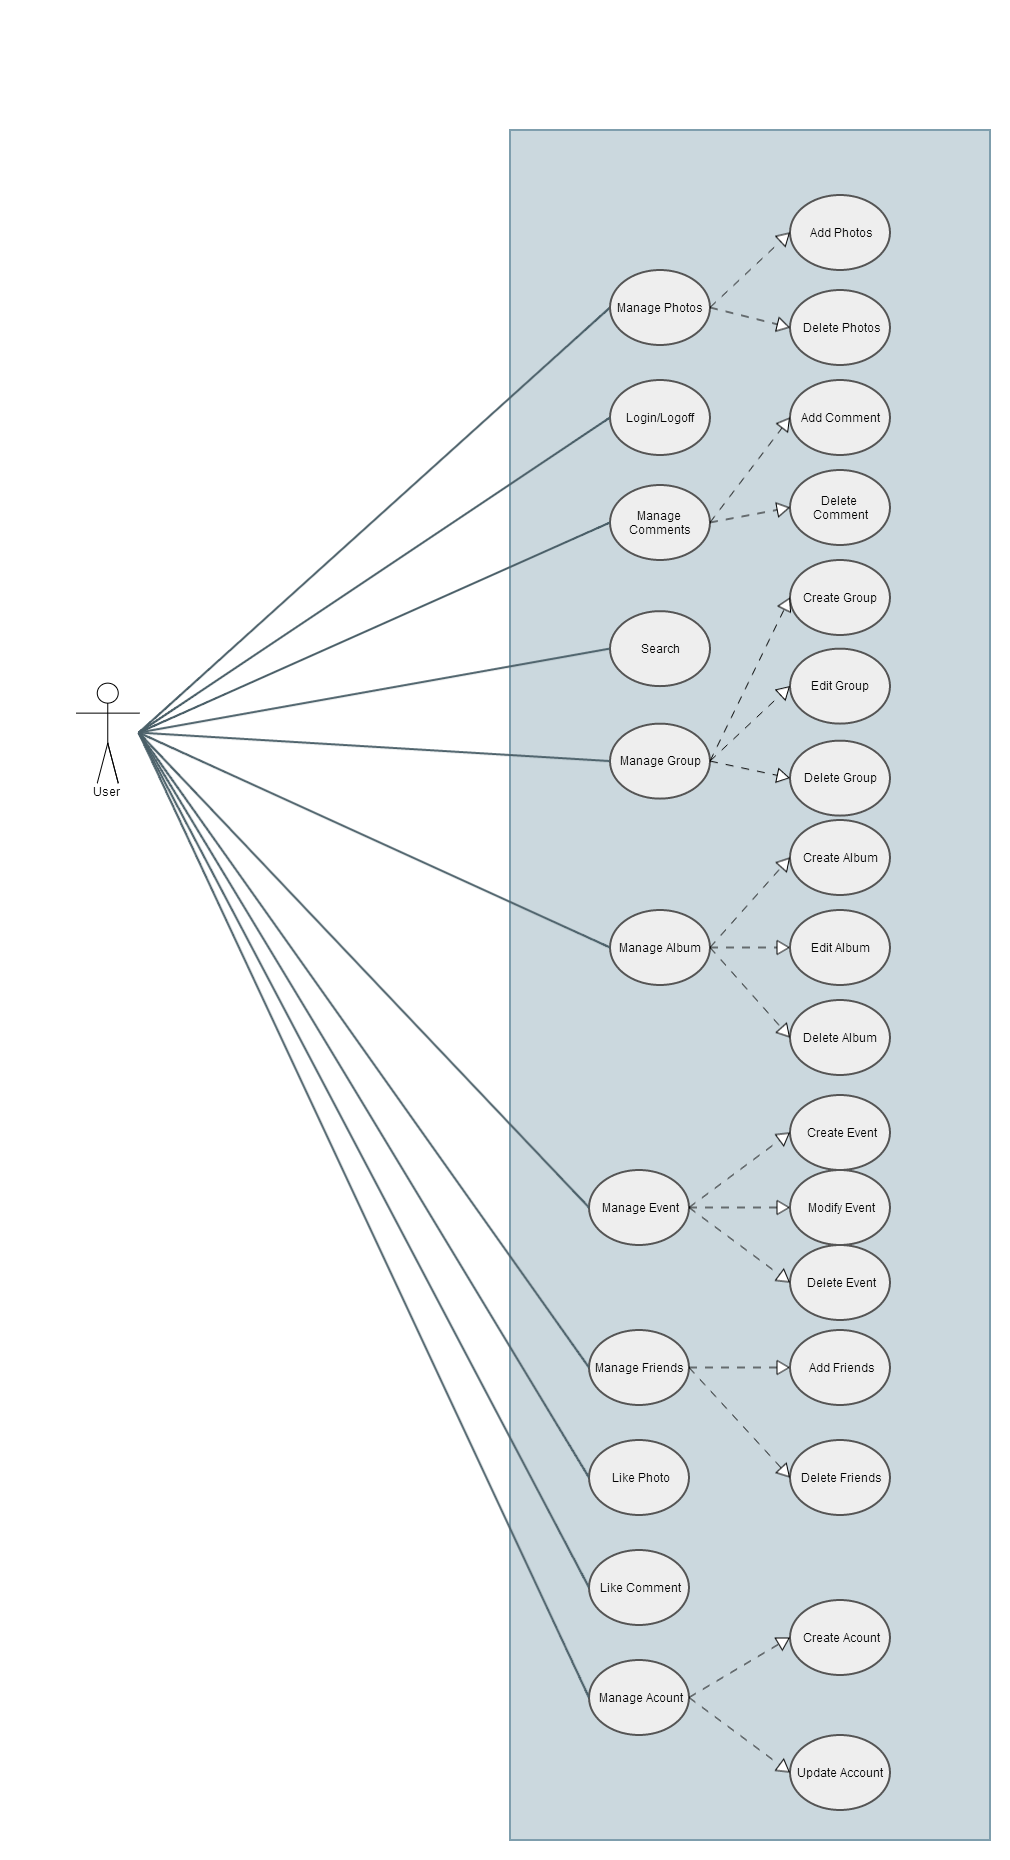 Add Photos
Manage Photos
Delete Photos
Login/Logoff
Add Comment
Manage
Comments
Delete
Comment
Create Group
Search
Edit Group
Manage Group
Delete Group
User
Create Album
Manage Album
Edit Album
Delete Album
Create Event
Manage Event
Modify Event
Delete Event
Manage Friends
Add Friends
Like Photo
Delete Friends
Like Comment
Create Acount
Manage Acount
Update Account